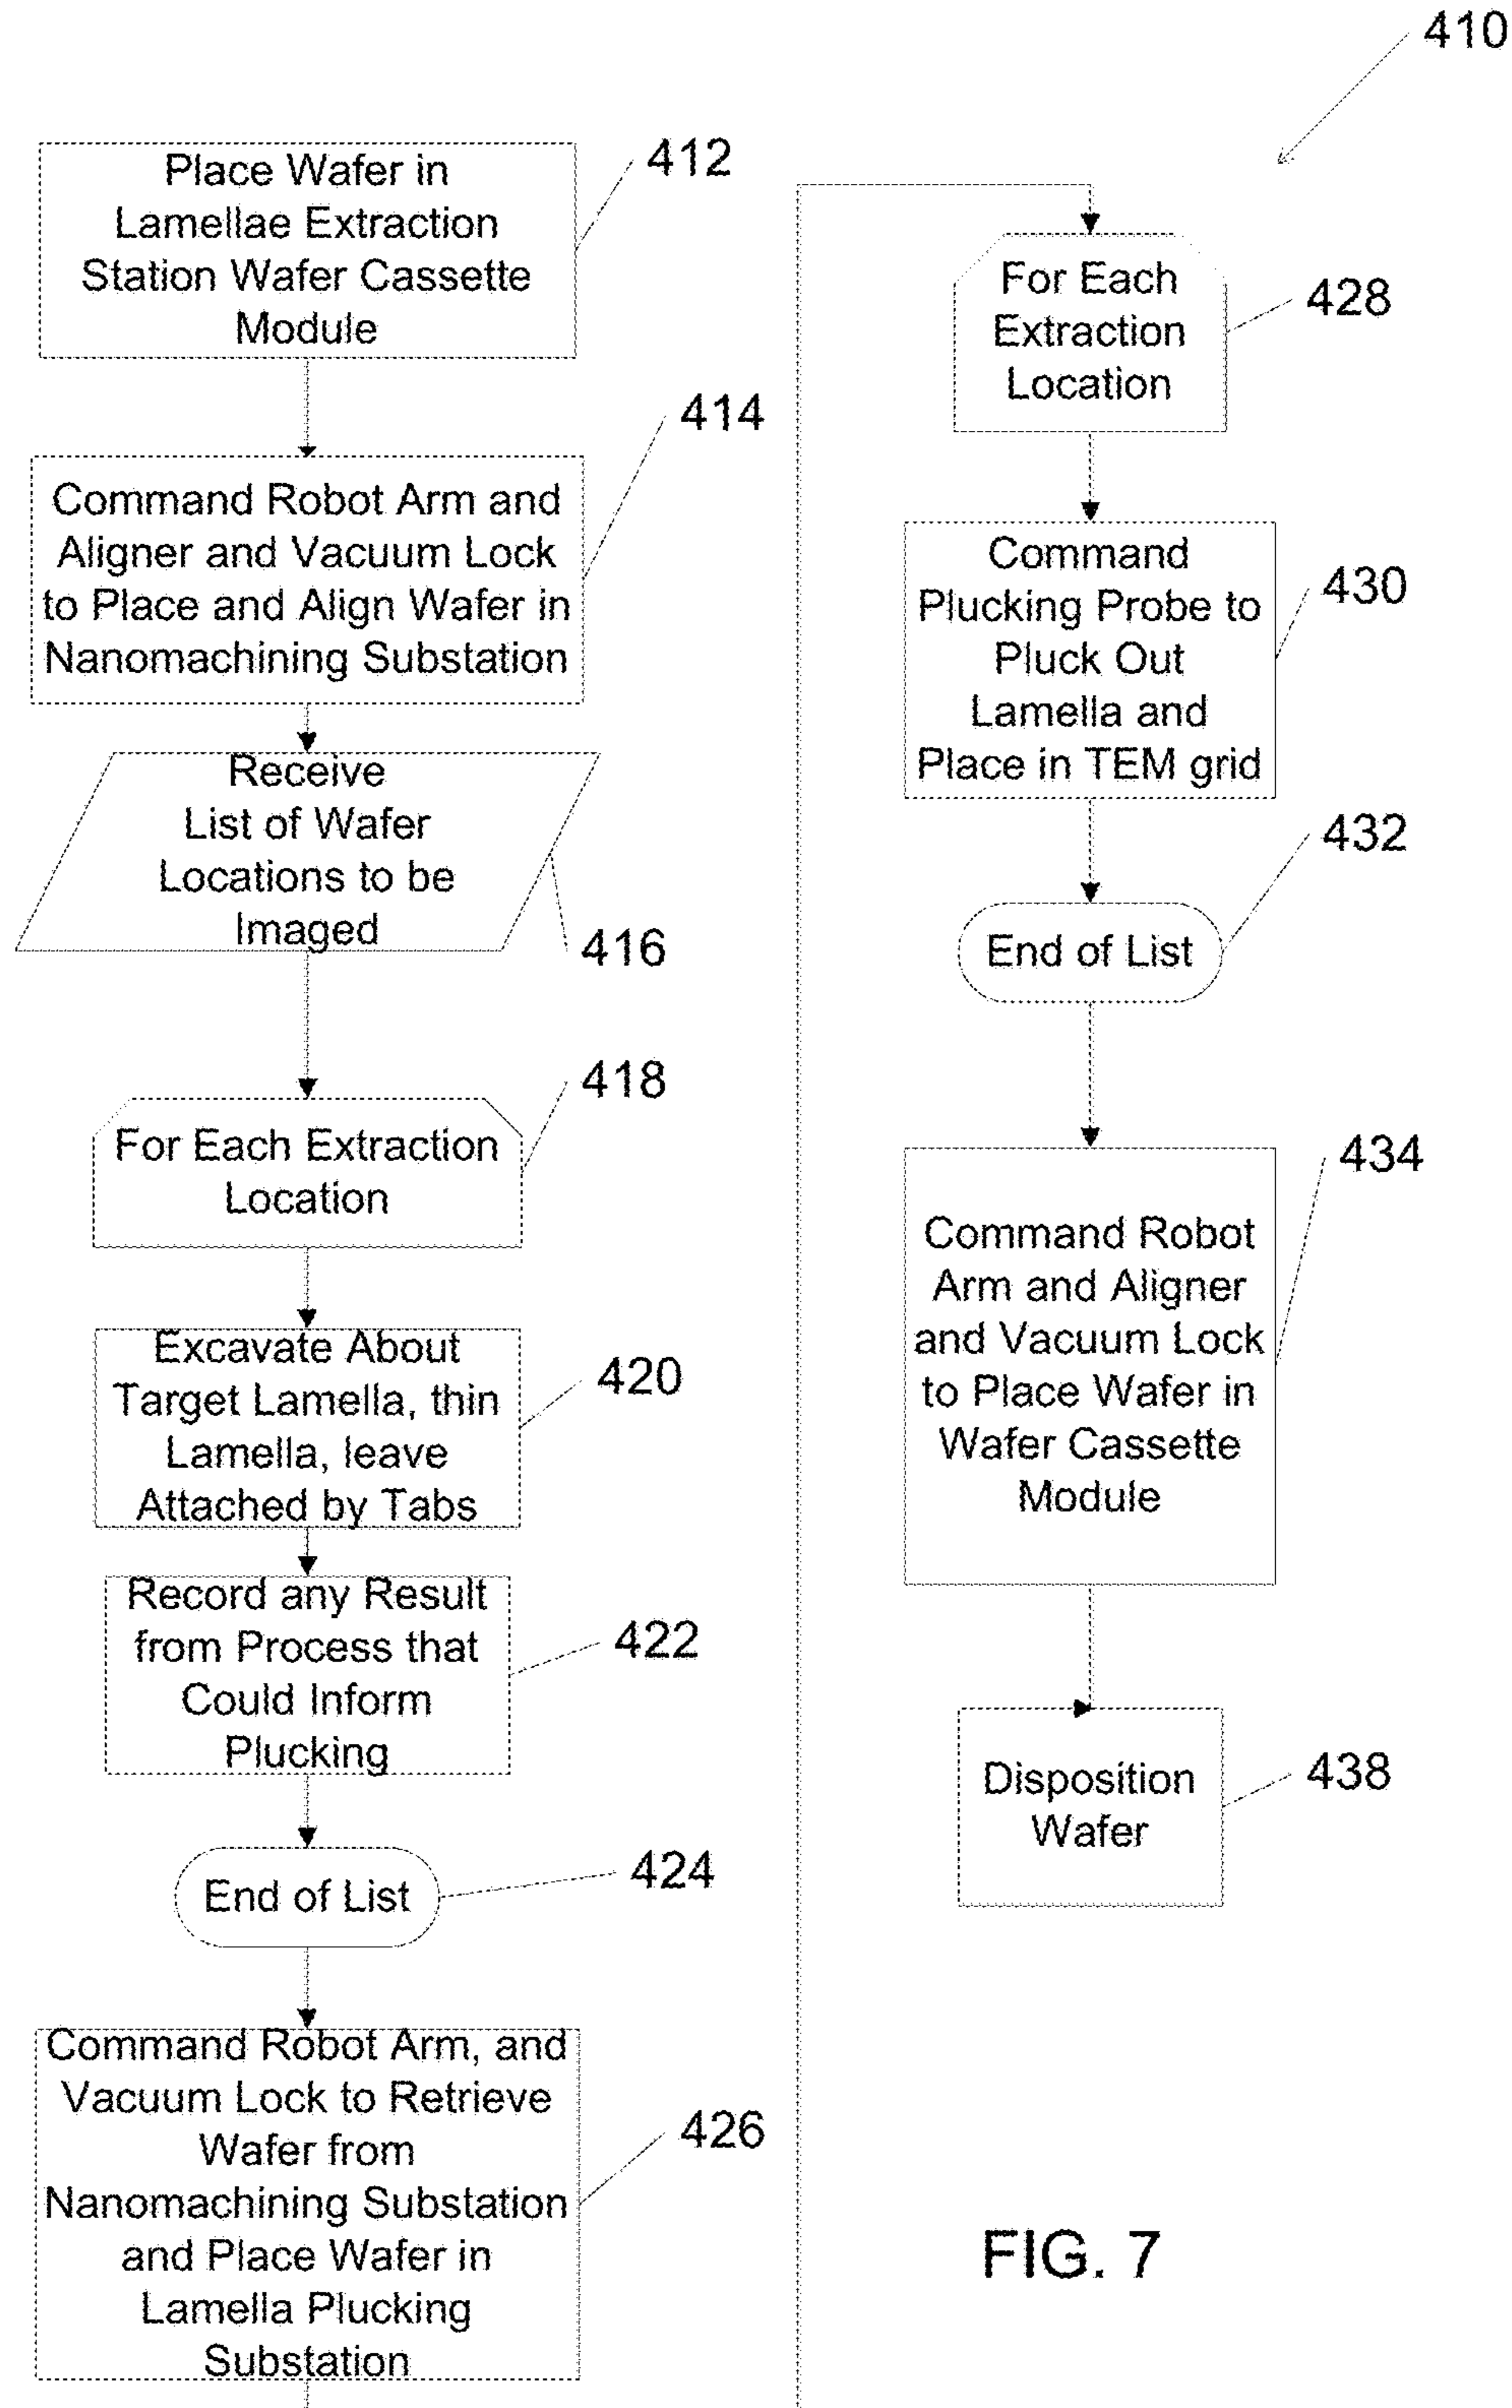 410
Place Wafer in
Lamellae Extraction
Station Wafer Cassette
Module
412
Command Robot Arm and
Aligner and Vacuum Lock
to Place and Align Wafer in
Nanomachining Substation
414
Receive
List of Wafer
Locations to be
Imaged
416
For Each Extraction
Location
418
Excavate About
Target Lamella, thin
Lamella, leave
Attached by Tabs
420
Record any Result
from Process that
Could Inform
Plucking
422
End of List
424
Command Robot Arm, and
Vacuum Lock to Retrieve
Wafer from
Nanomachining Substation
and Place Wafer in
Lamella Plucking
Substation
426
For Each
Extraction
Location
428
Command
Plucking Probe to
Pluck Out
Lamella and
Place in TEM grid
430
End of List
432
Command Robot
Arm and Aligner
and Vacuum Lock
to Place Wafer in
Wafer Cassette
Module
434
Disposition
Wafer
438
FIG. 7